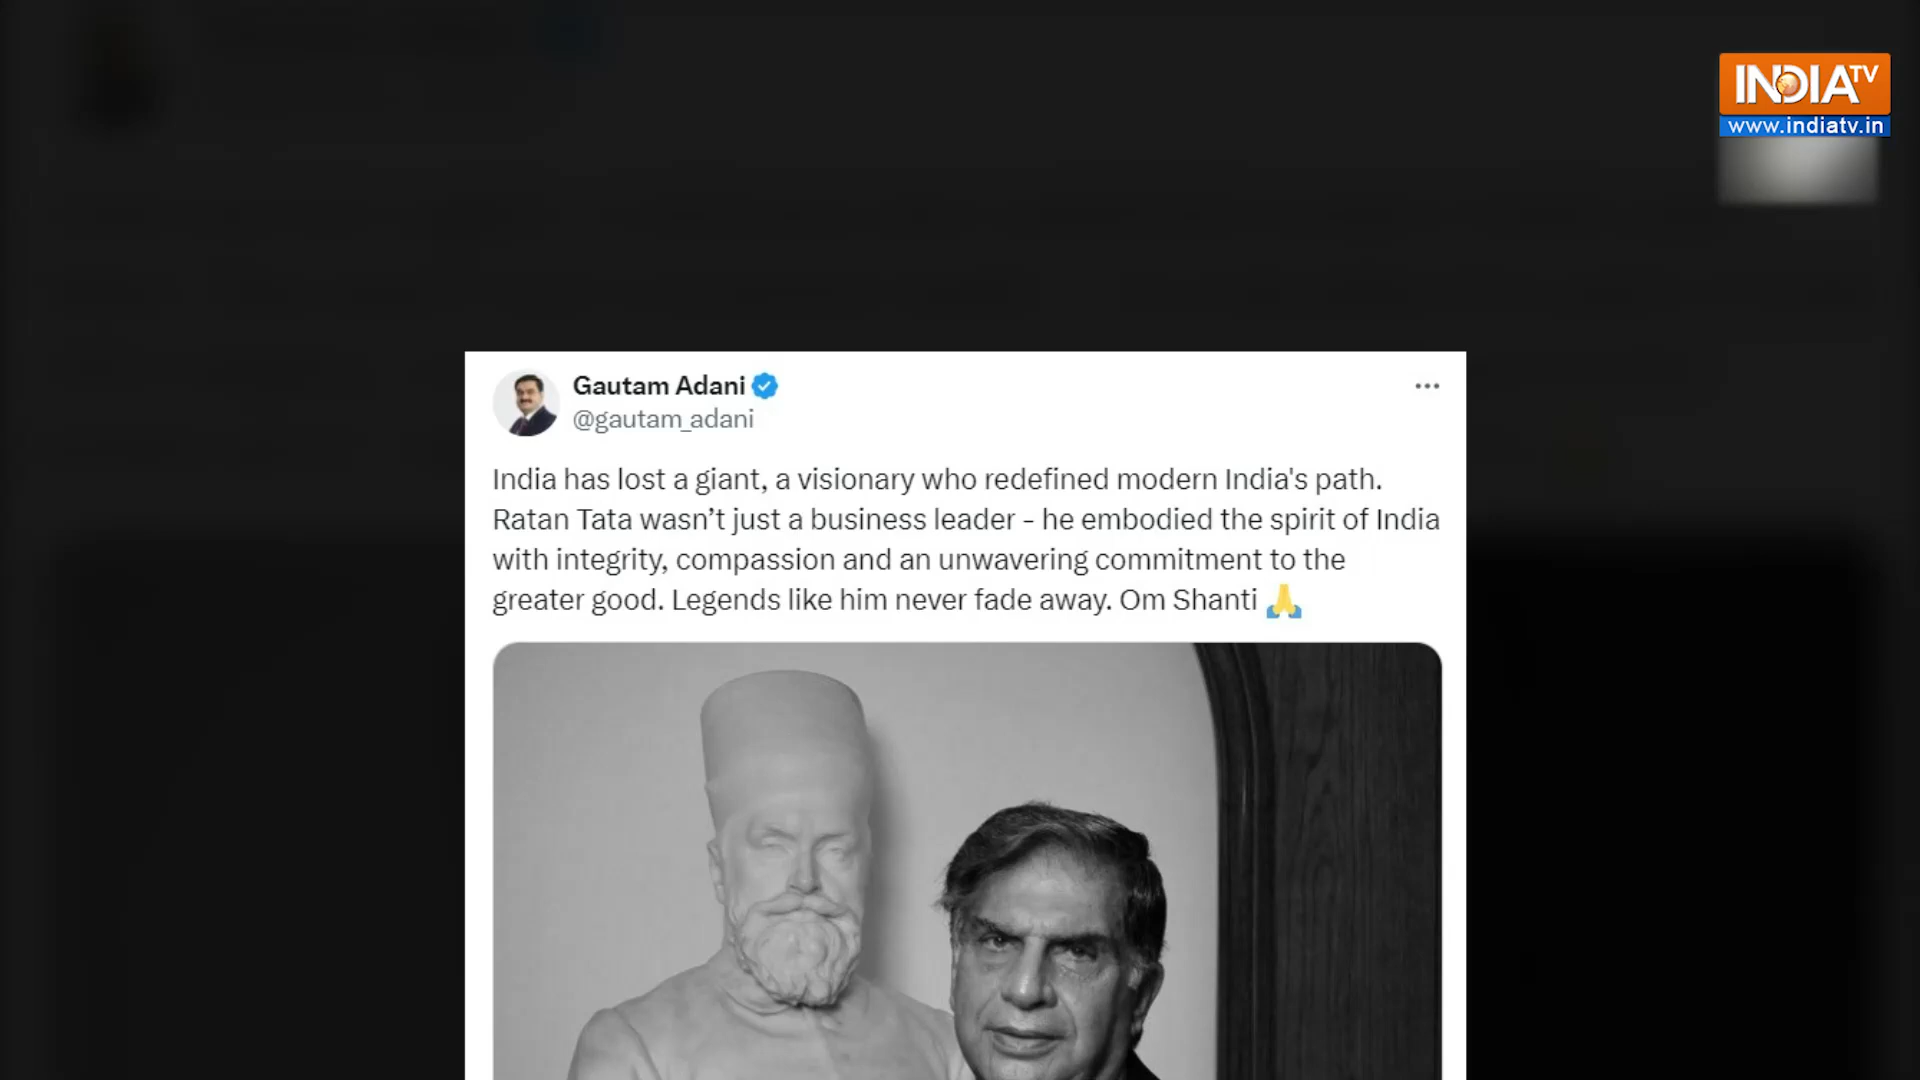 INDIA TV
www.indiatv.in
Gautam Adani
@gautam_adani
India has lost a giant, a visionary who redefined modern India's path.
Ratan Tata wasn’t just a business leader - he embodied the spirit of India
with integrity, compassion and an unwavering commitment to the
greater good. Legends like him never fade away. Om Shanti 🙏